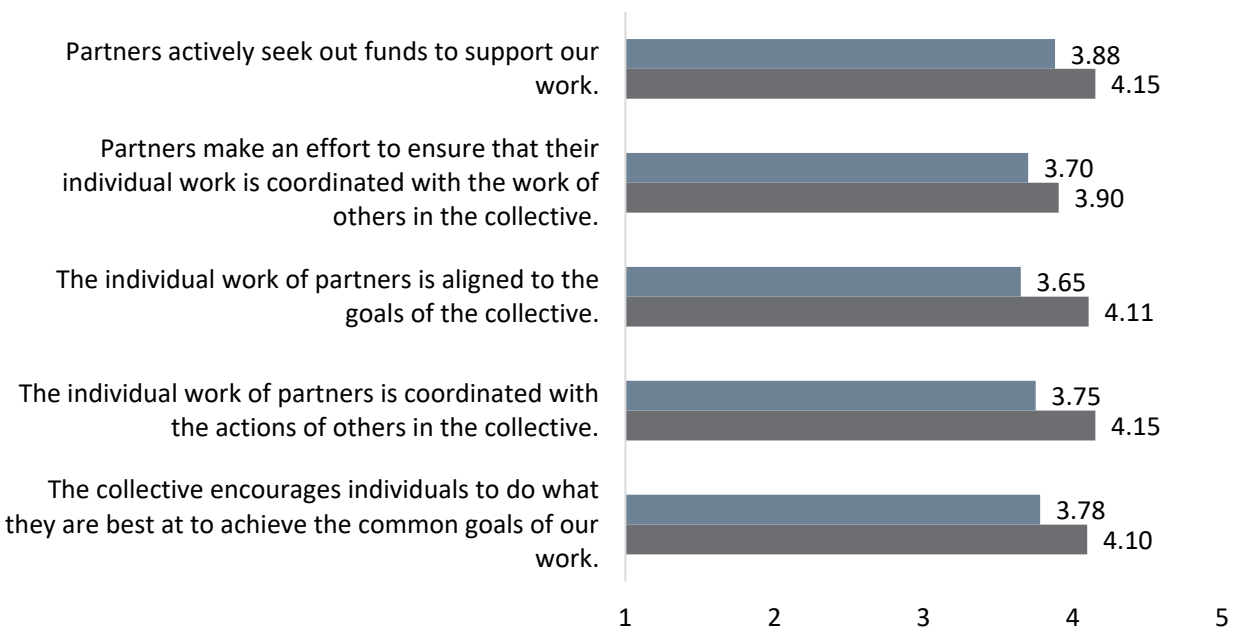 Partners actively seek out funds to support our
work.
3.88
4.15
Partners make an effort to ensure that their
individual work is coordinated with the work of
others in the collective.
3.70
3.90
The individual work of partners is aligned to the
goals of the collective.
3.65
4.11
The individual work of partners is coordinated with
the actions of others in the collective.
3.75
4.15
The collective encourages individuals to do what
they are best at to achieve the common goals of our
work.
3.78
4.10
1 2 3 4 5